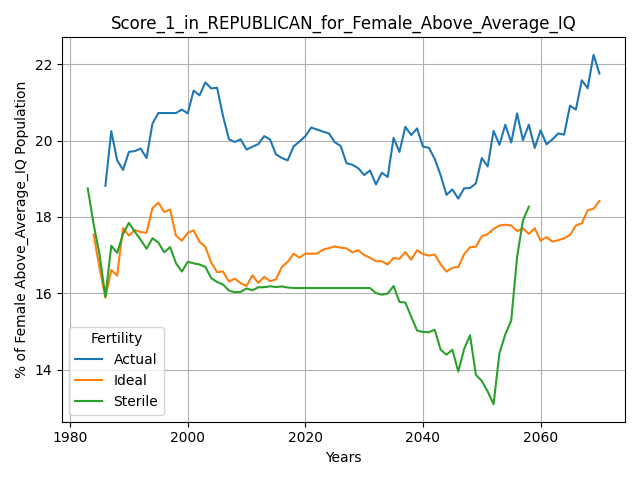 Score_1_in_REPUBLICAN_for_Female_Above_Average_IQ
% of Female Above_Average_IQ Population
22
20
18
16
14
Fertility
Actual
Ideal
Sterile
1980
2000
2020
2040
2060
Years